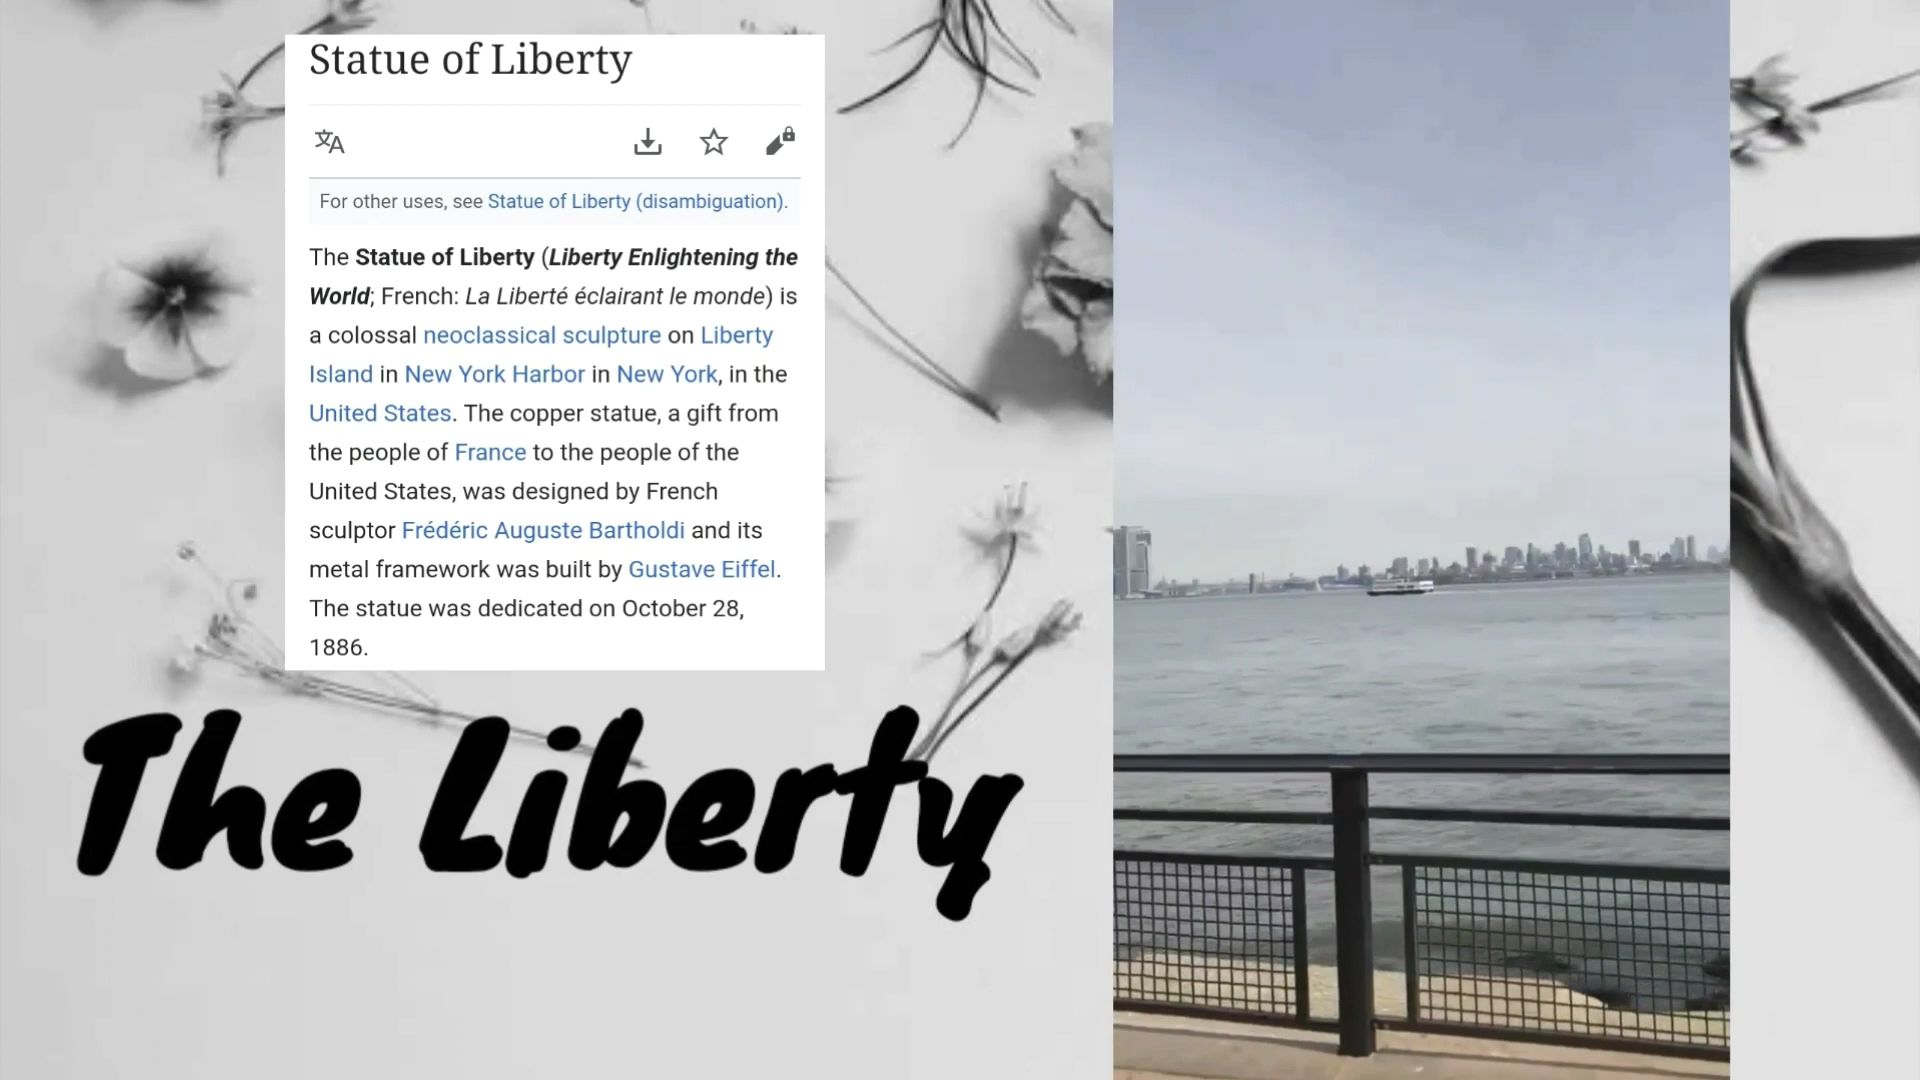 Statue of Liberty
For other uses, see Statue of Liberty (disambiguation).
The Statue of Liberty (Liberty Enlightening the
World; French: La Liberté éclairant le monde) is
a colossal neoclassical sculpture on Liberty
Island in New York Harbor in New York, in the
United States. The copper statue, a gift from
the people of France to the people of the
United States, was designed by French
sculptor Frédéric Auguste Bartholdi and its
metal framework was built by Gustave Eiffel.
The statue was dedicated on October 28,
1886.
The Liberty